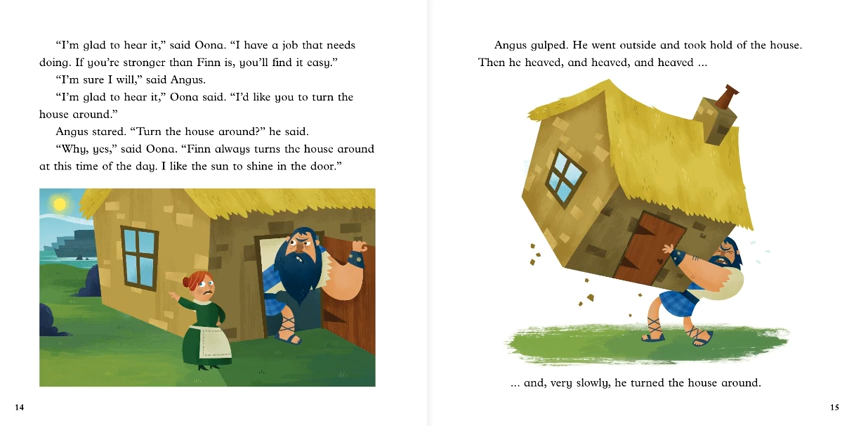 “I’m glad to hear it,” said Oona. “I have a job that needs
doing. If you’re stronger than Finn is, you’ll find it easy.”
“I’m sure I will,” said Angus.
“I’m glad to hear it,” Oona said. “I’d like you to turn the
house around.”
Angus stared. “Turn the house around?” he said.
“Why, yes,” said Oona. “Finn always turns the house around
at this time of the day. I like the sun to shine in the door.”
14
Angus gulped. He went outside and took hold of the house.
Then he heaved, and heaved, and heaved ...
... and, very slowly, he turned the house around.
15